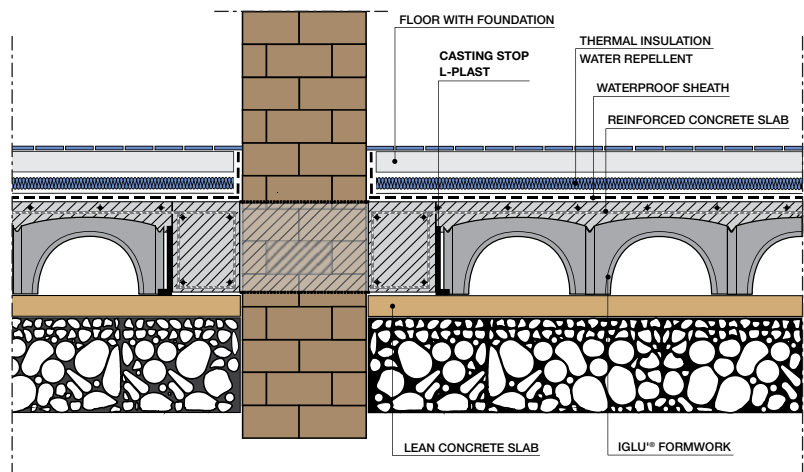 FLOOR WITH FOUNDATION
THERMAL INSULATION
WATER REPELLENT
CASTING STOP
L-PLAST
WATERPROOF SHEATH
REINFORCED CONCRETE SLAB
LEAN CONCRETE SLAB
IGLU'® FORMWORK